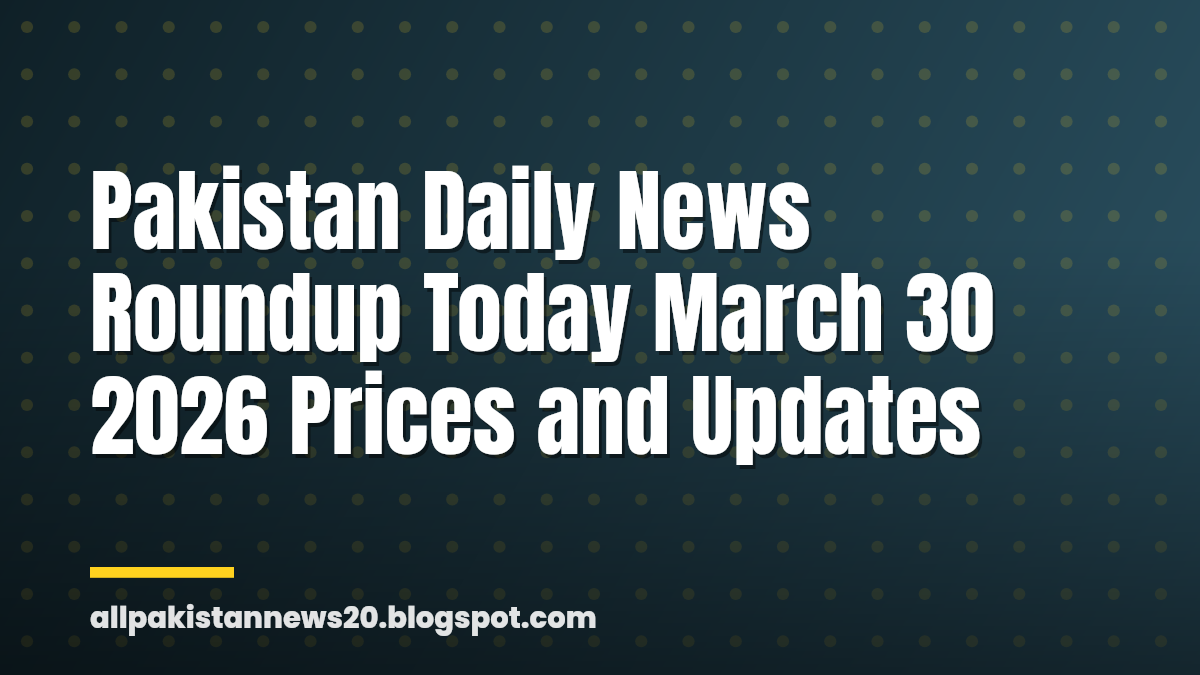 Pakistan Daily News
Roundup Today March 30
2026 Prices and Updates
allpakistannews20.blogspot.com